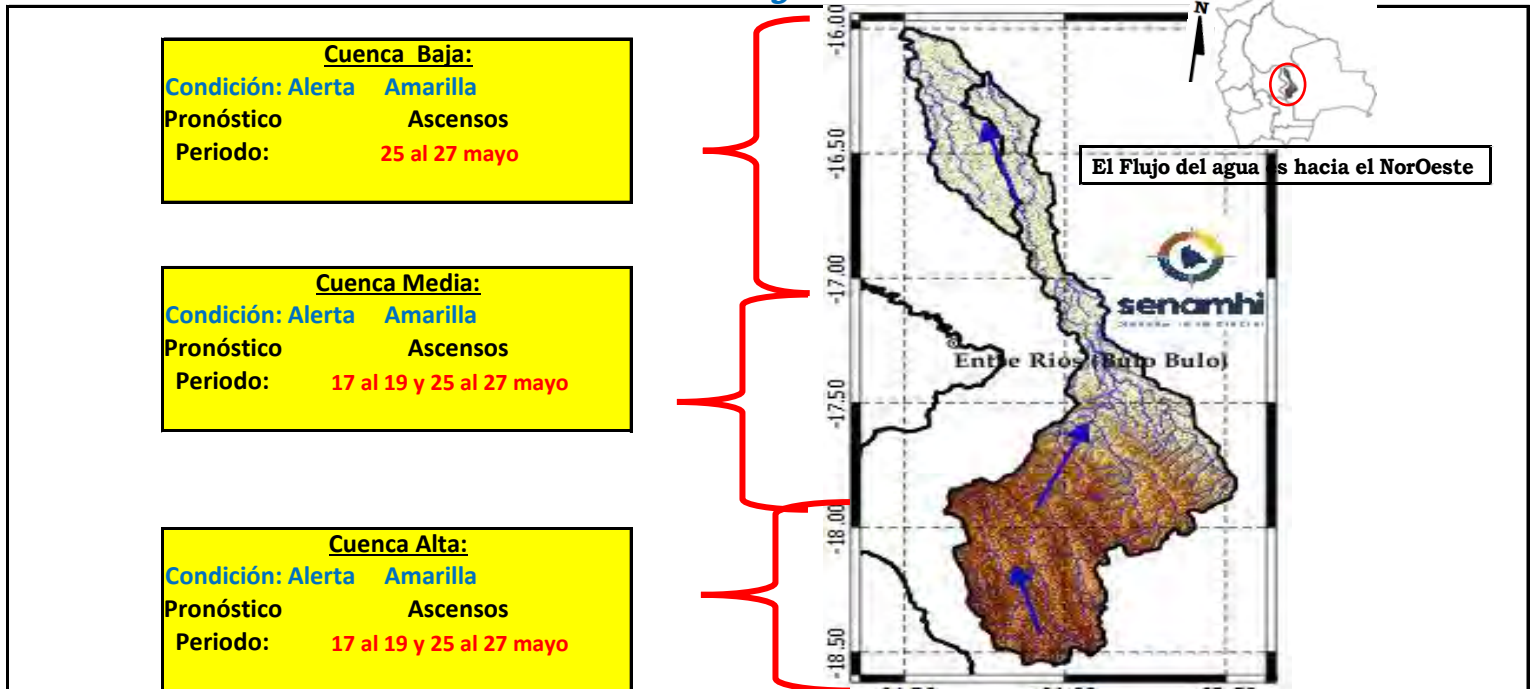 Cuenca Baja:
Condición: Alerta Amarilla
Pronóstico Ascensos
Periodo: 25 al 27 mayo
Cuenca Media:
Condición: Alerta Amarilla
Pronóstico Ascensos
Periodo: 17 al 19 y 25 al 27 mayo
Cuenca Alta:
Condición: Alerta Amarilla
Pronóstico Ascensos
Periodo: 17 al 19 y 25 al 27 mayo
N
El Flujo del agua es hacia el NorOeste
senamhi
Entre Rios (Bulo Bulo)
-16.00
-16.50
-17.00
-17.50
-18.00
-18.50